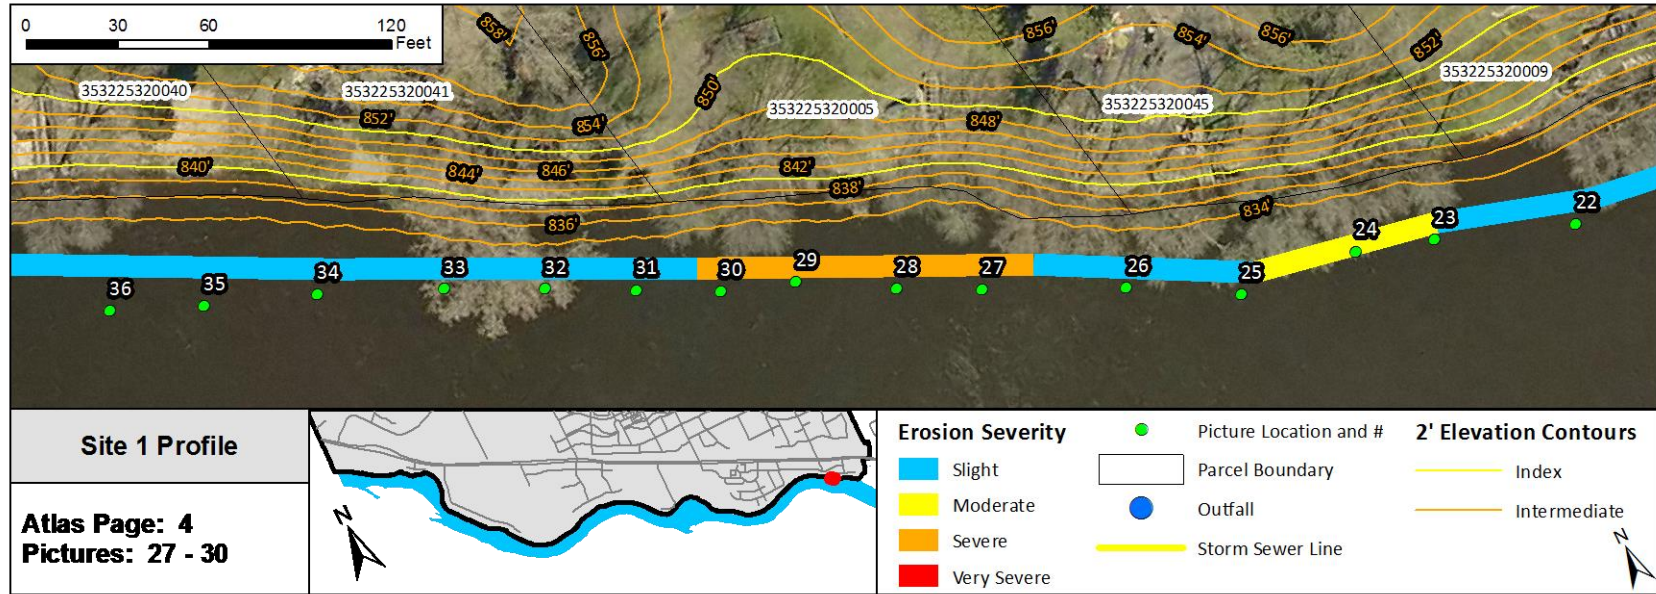 0 30 60 120
Feet
858'
856'
856'
854'
856'
852'
850'
353225320040
353225320041
353225320005
353225320045
353225320009
852'
854'
848'
840'
844'
846'
842'
838'
836'
834'
36
35
34
33
32
31
30
29
28
27
26
25
24
23
22
Site 1 Profile
Atlas Page: 4
Pictures: 27 - 30
N
Erosion Severity
Slight
Moderate
Severe
Very Severe
Picture Location and #
Parcel Boundary
Outfall
Storm Sewer Line
2' Elevation Contours
Index
Intermediate
N